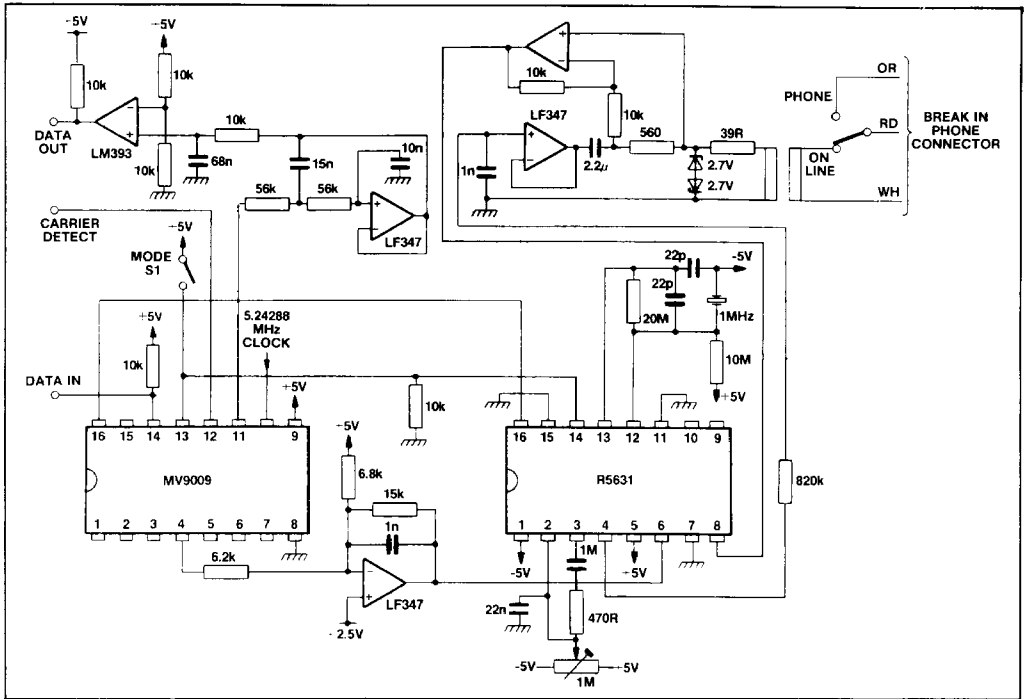 -5V
+5V
10k
10k
10k
DATA OUT
LM393
10k
68n
15n
10n
56k
56k
LF347
CARRIER DETECT
+5V
MODE S1
5.24288 MHz CLOCK
+5V
10k
DATA IN
+5V
10k
16 15 14 13 12 11 9
MV9009
1 2 3 4 5 6 7 8
+5V
6.8k
15k
1n
6.2k
LF347
- 2.5V
10k
LF347
10k
1n
2.2µ
560
39R
2.7V
2.7V
PHONE
OR
RD
ON LINE
WH
BREAK IN PHONE CONNECTOR
22p
22p
-5V
20M
1MHz
10M
+5V
16 15 14 13 12 11 10 9
R5631
1 2 3 4 5 6 7 8
-5V
1M
+5V
820k
22n
470R
-5V
+5V
1M